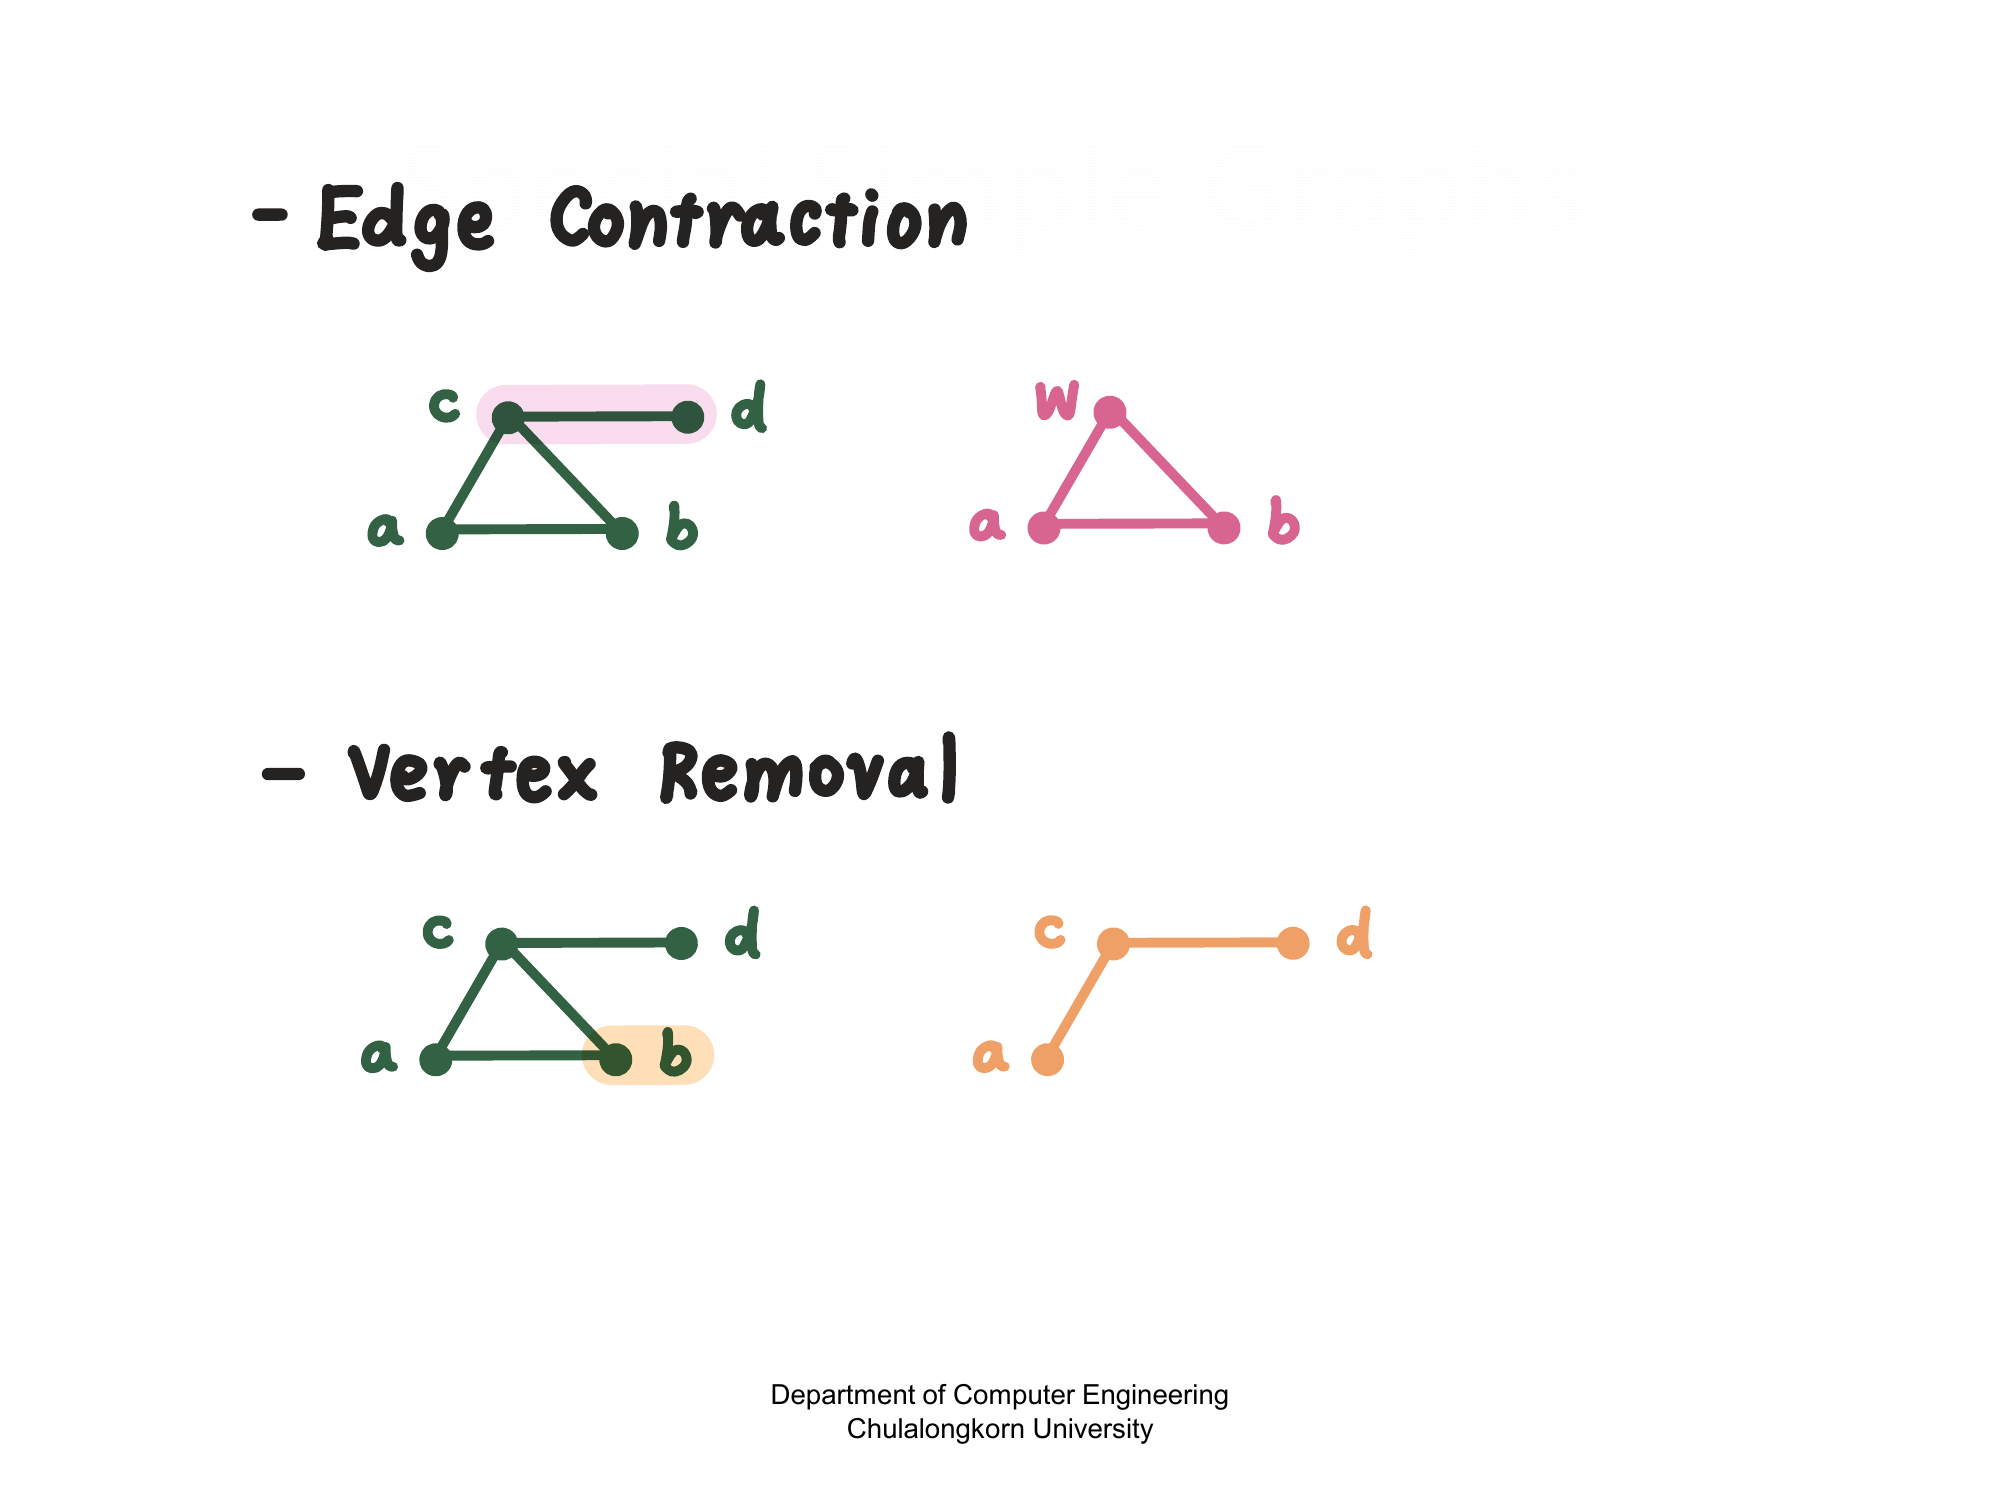 - Edge Contraction
c d
w
a b
a b
- Vertex Removal
c d
c d
a b
a
Department of Computer Engineering
Chulalongkorn University